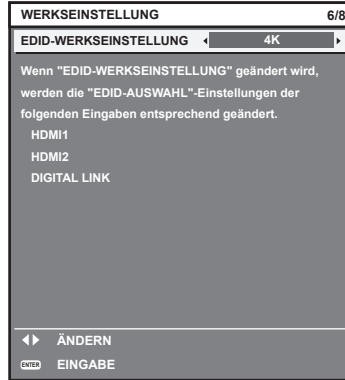 WERKSEINSTELLUNG 6/8
EDID-WERKSEINSTELLUNG 4K
Wenn "EDID-WERKSEINSTELLUNG" geändert wird,
werden die "EDID-AUSWAHL"-Einstellungen der
folgenden Eingaben entsprechend geändert.
HDMI1
HDMI2
DIGITAL LINK
ÄNDERN
ENTER EINGABE